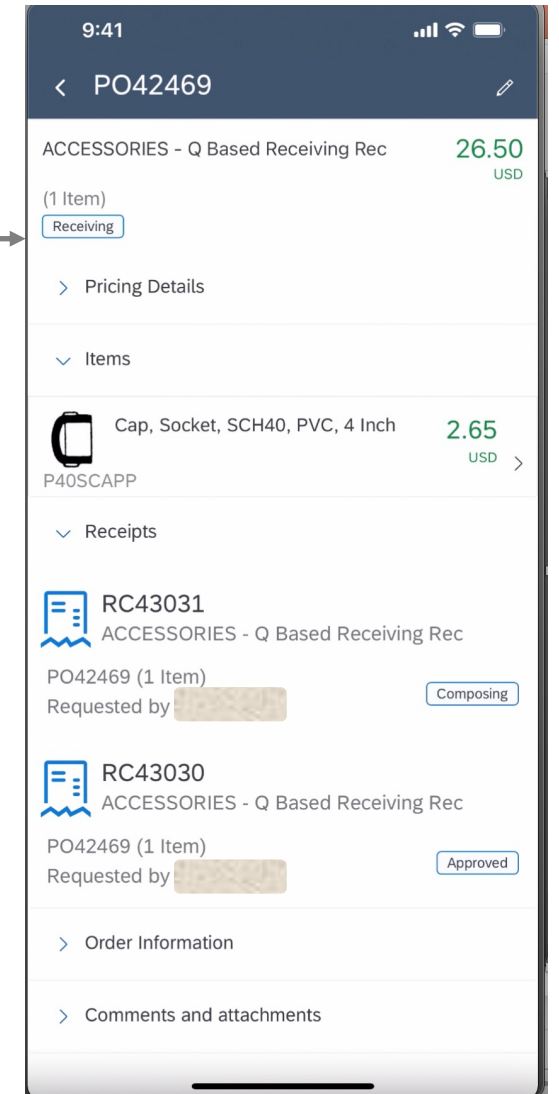 9:41
PO42469
ACCESSORIES - Q Based Receiving Rec
26.50
USD
(1 Item)
Receiving
Pricing Details
Items
Cap, Socket, SCH40, PVC, 4 Inch
2.65
USD
P40SCAPP
Receipts
RC43031
ACCESSORIES - Q Based Receiving Rec
PO42469 (1 Item)
Requested by
Composing
RC43030
ACCESSORIES - Q Based Receiving Rec
PO42469 (1 Item)
Requested by
Approved
Order Information
Comments and attachments